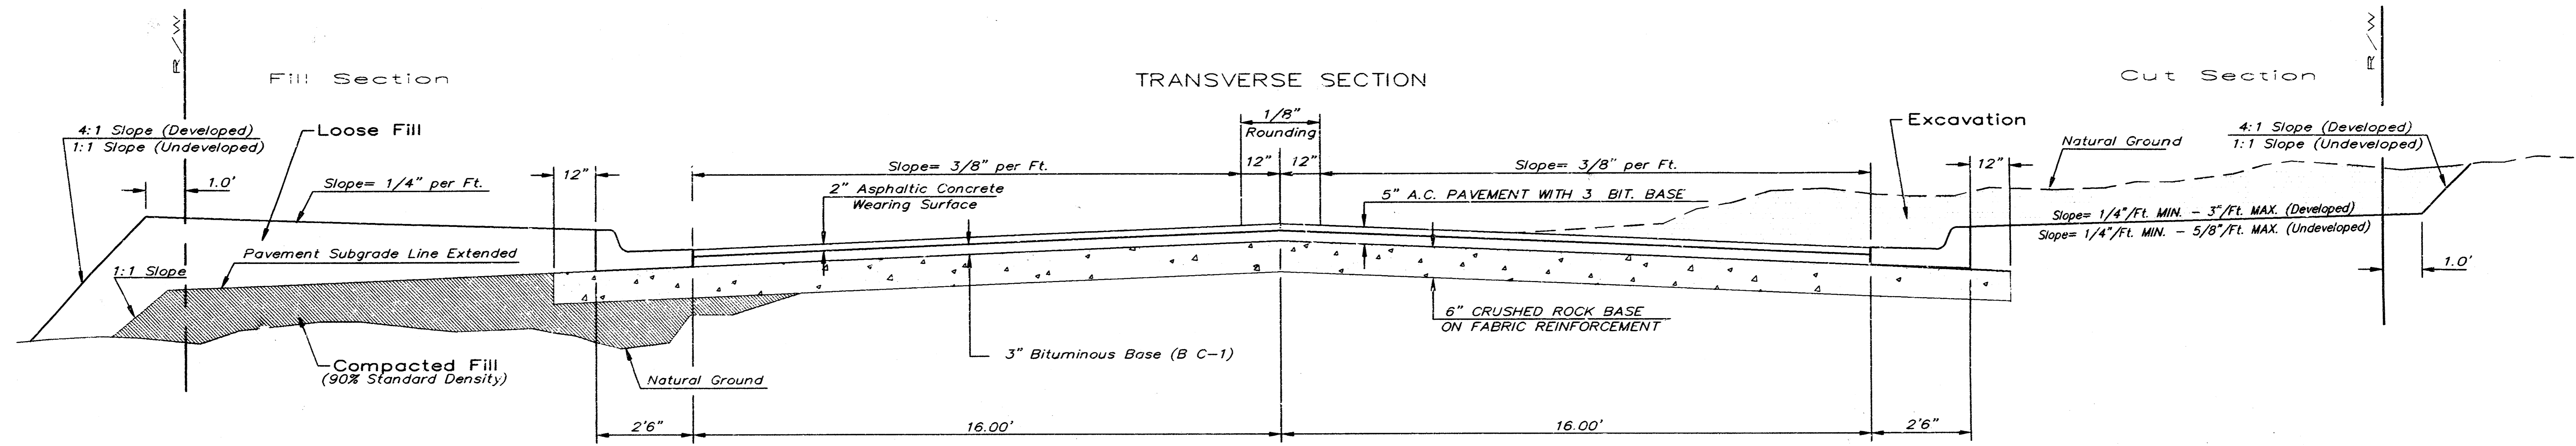 R/W
R/W
Fill Section
TRANSVERSE SECTION
Cut Section
4:1 Slope (Developed)
1:1 Slope (Undeveloped)
Loose Fill
1/8"
Rounding
Excavation
Natural Ground
4:1 Slope (Developed)
1:1 Slope (Undeveloped)
1.0'
Slope= 1/4" per Ft.
12"
Slope= 3/8" per Ft.
12"
12"
Slope= 3/8" per Ft.
12"
2" Asphaltic Concrete
Wearing Surface
5" A.C. PAVEMENT WITH 3 BIT. BASE
Slope= 1/4"/Ft. MIN. - 3"/Ft. MAX. (Developed)
Slope= 1/4"/Ft. MIN. - 5/8"/Ft. MAX. (Undeveloped)
Pavement Subgrade Line Extended
1:1 Slope
1.0'
6" CRUSHED ROCK BASE
ON FABRIC REINFORCEMENT
3" Bituminous Base (B C-1)
Compacted Fill
(90% Standard Density)
Natural Ground
2'6"
16.00'
16.00'
2'6"